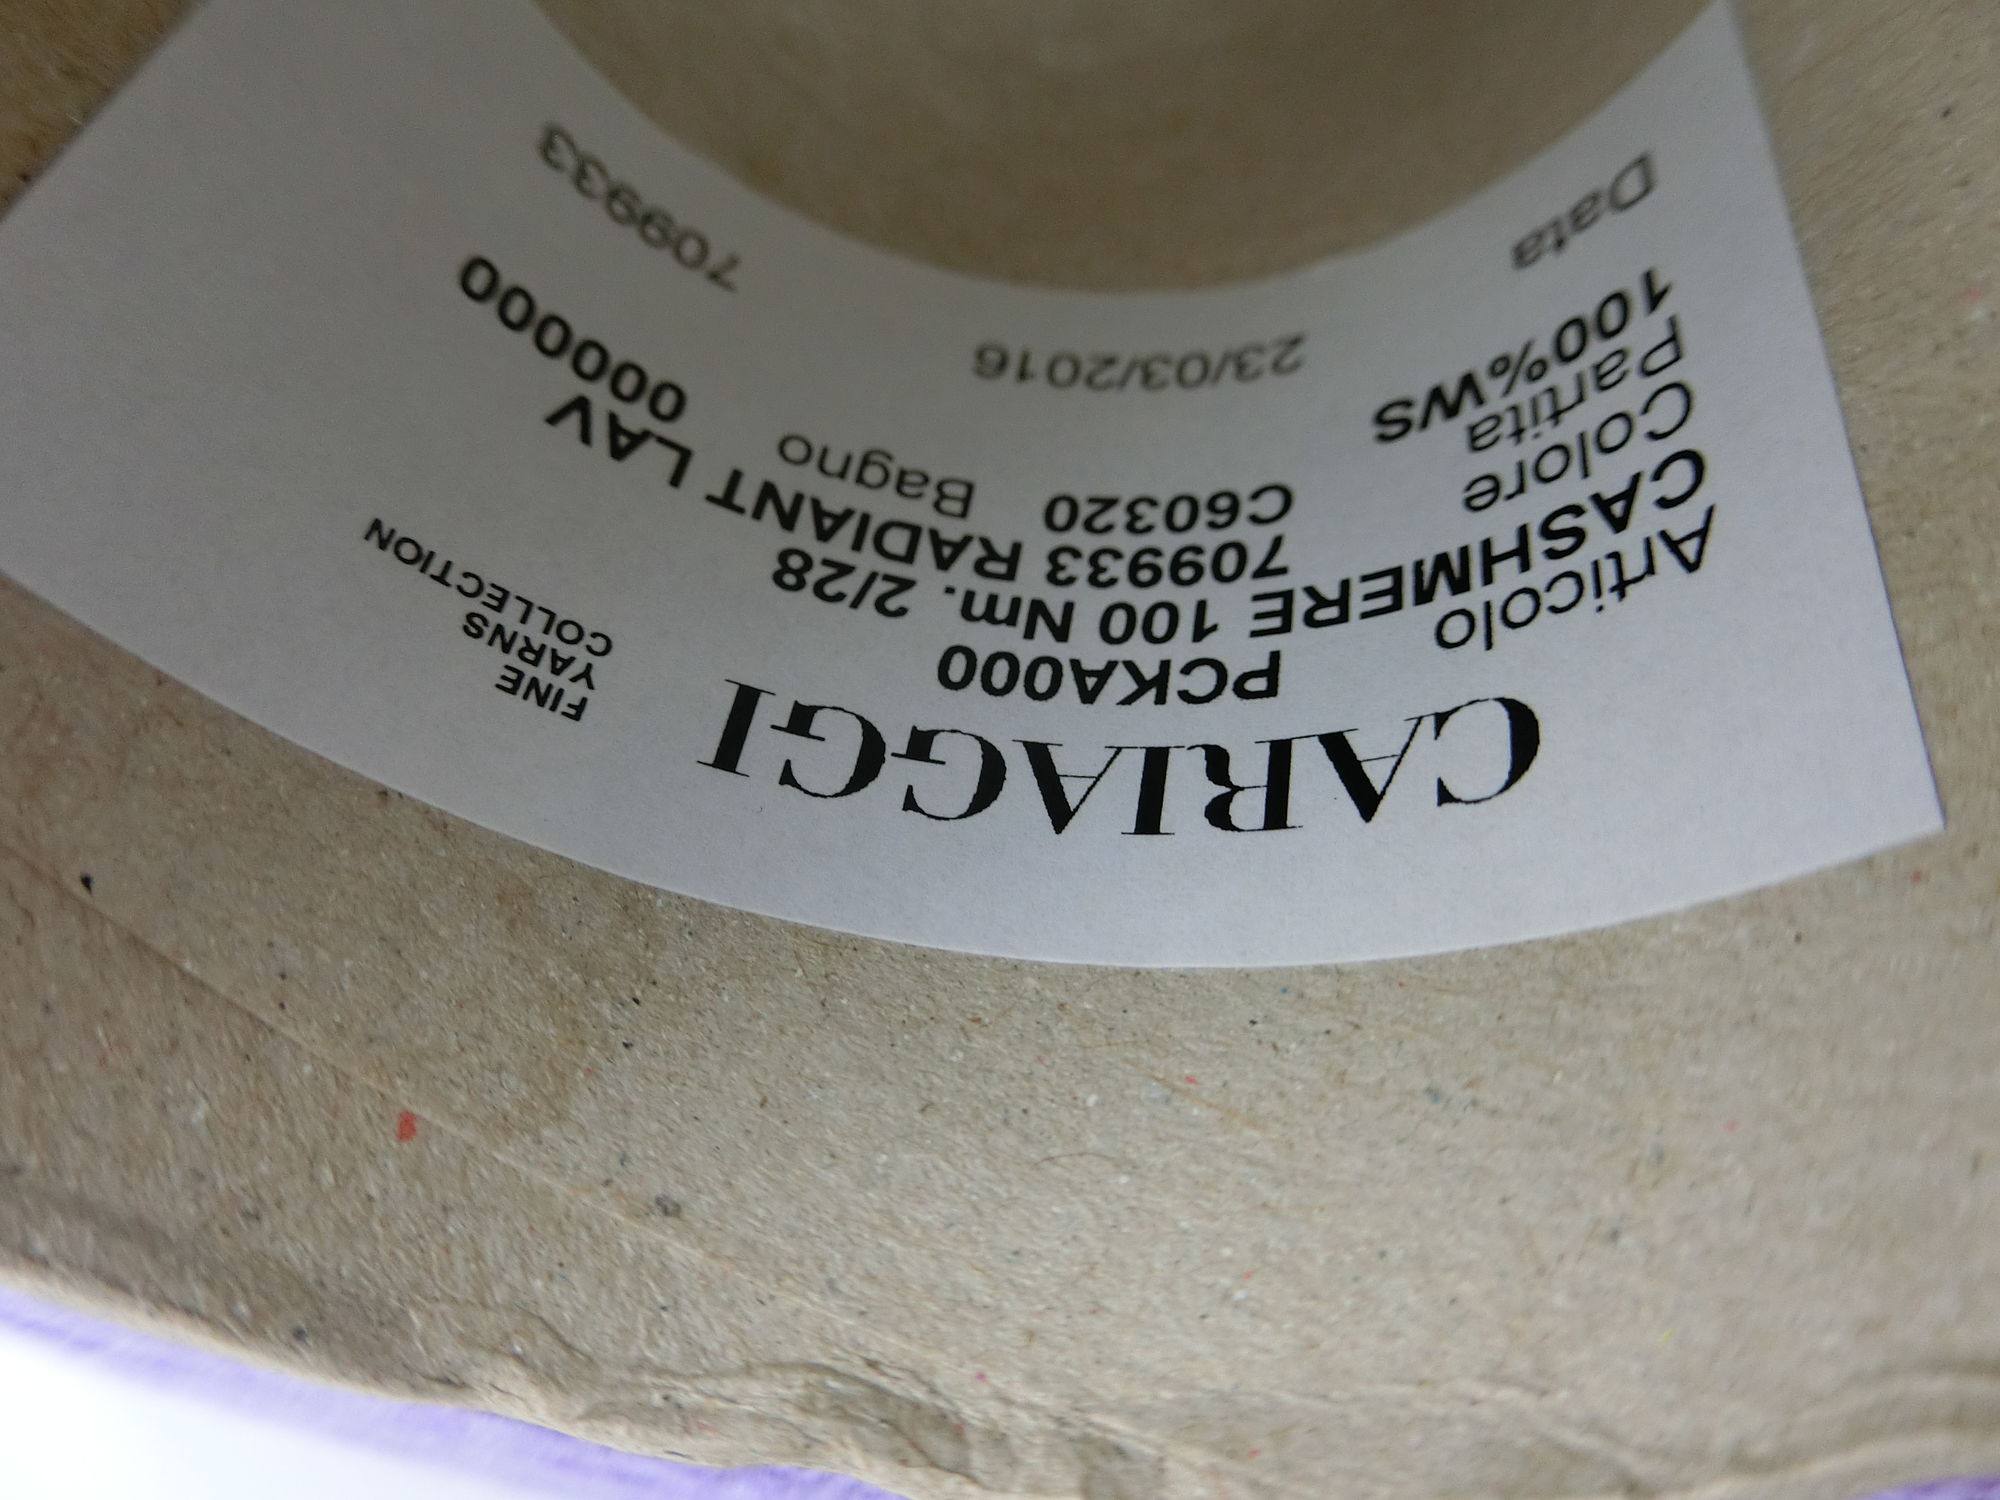 CARIAGGI FINE
YARNS
COLLECTION
Articolo PCKA000
CASHMERE 100 Nm. 2/28
Colore 709933 RADIANT LAV
Partita C60320 Bagno 00000
100%WS
Data 23/03/2016 709933